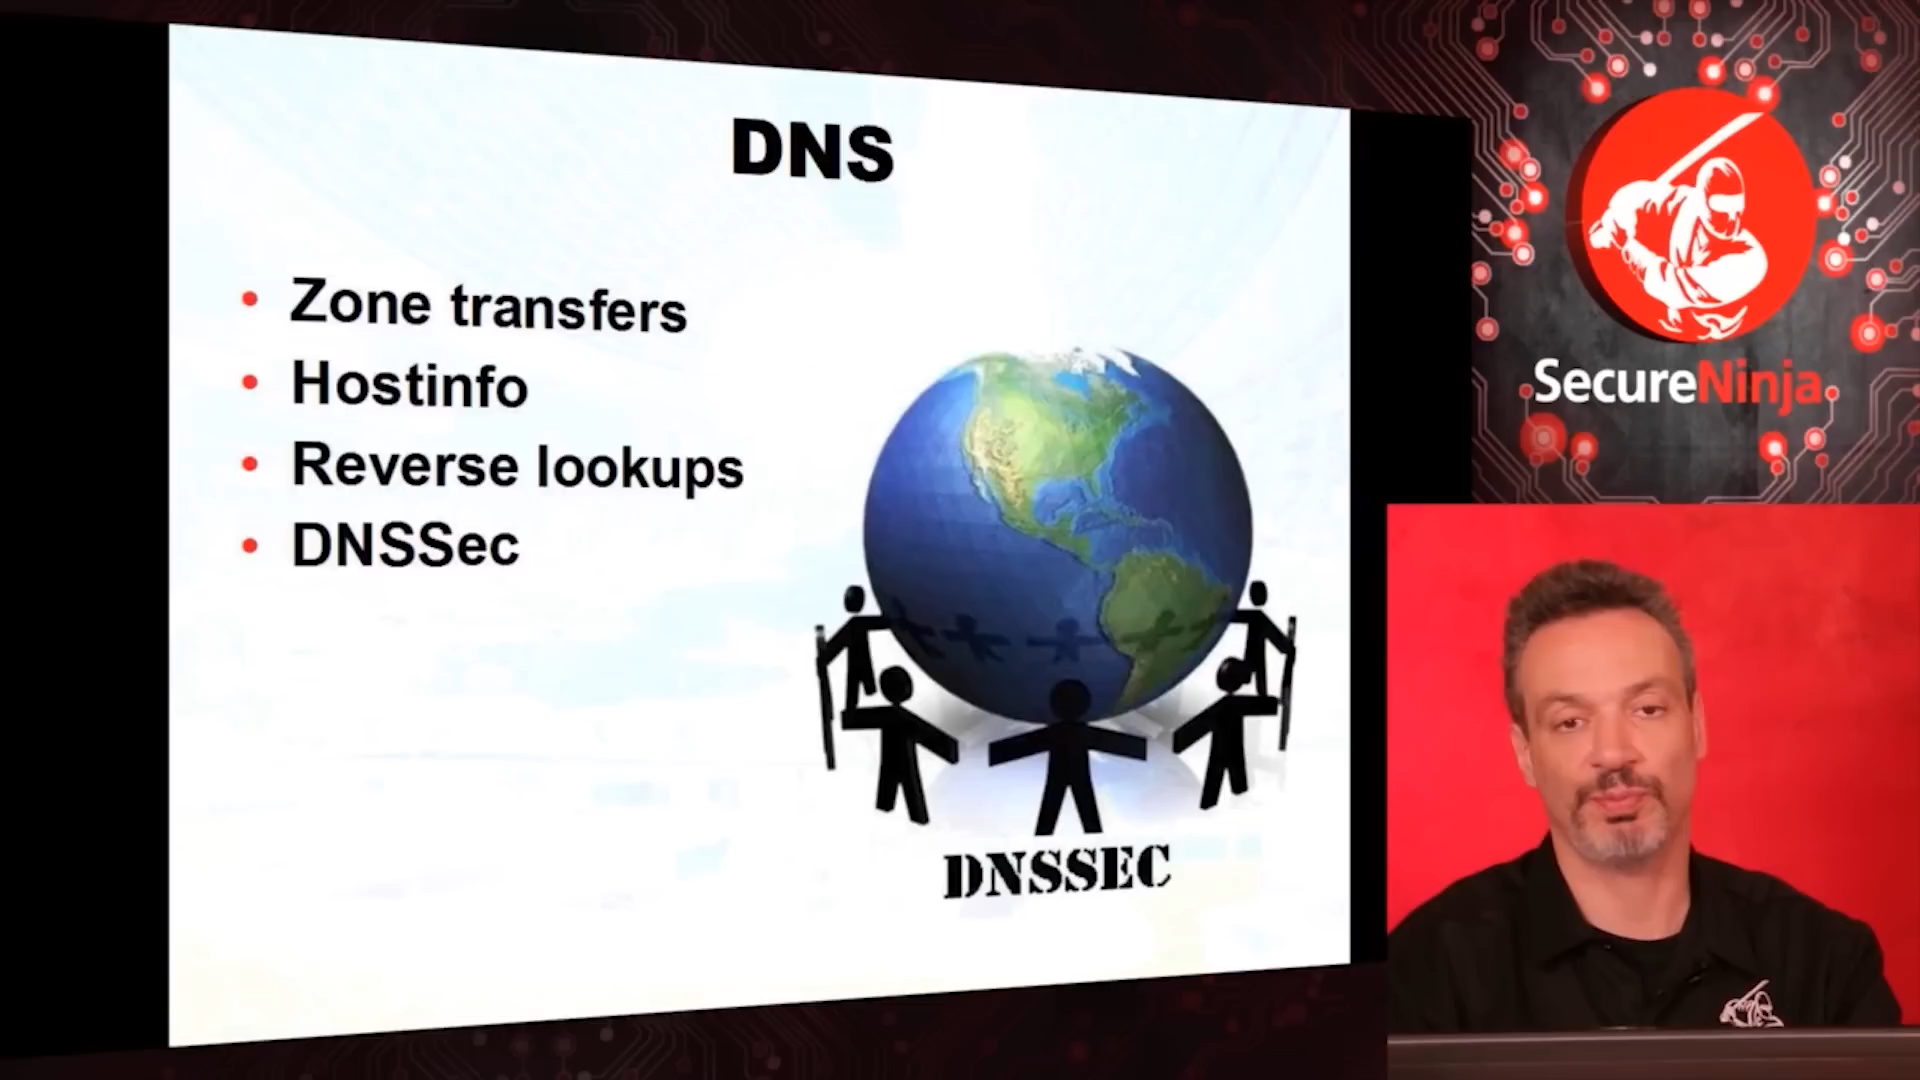 DNS
Zone transfers
Hostinfo
Reverse lookups
DNSSec
DNSSEC
SecureNinja